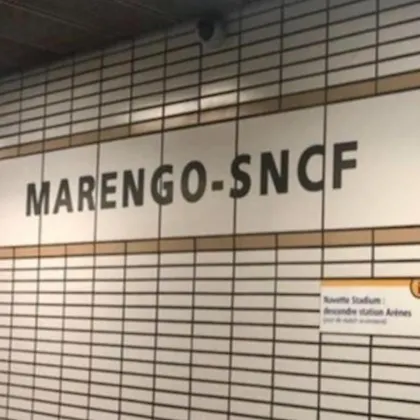 MARENGO-SNCF
Navette Stadium :
descendre station Arènes